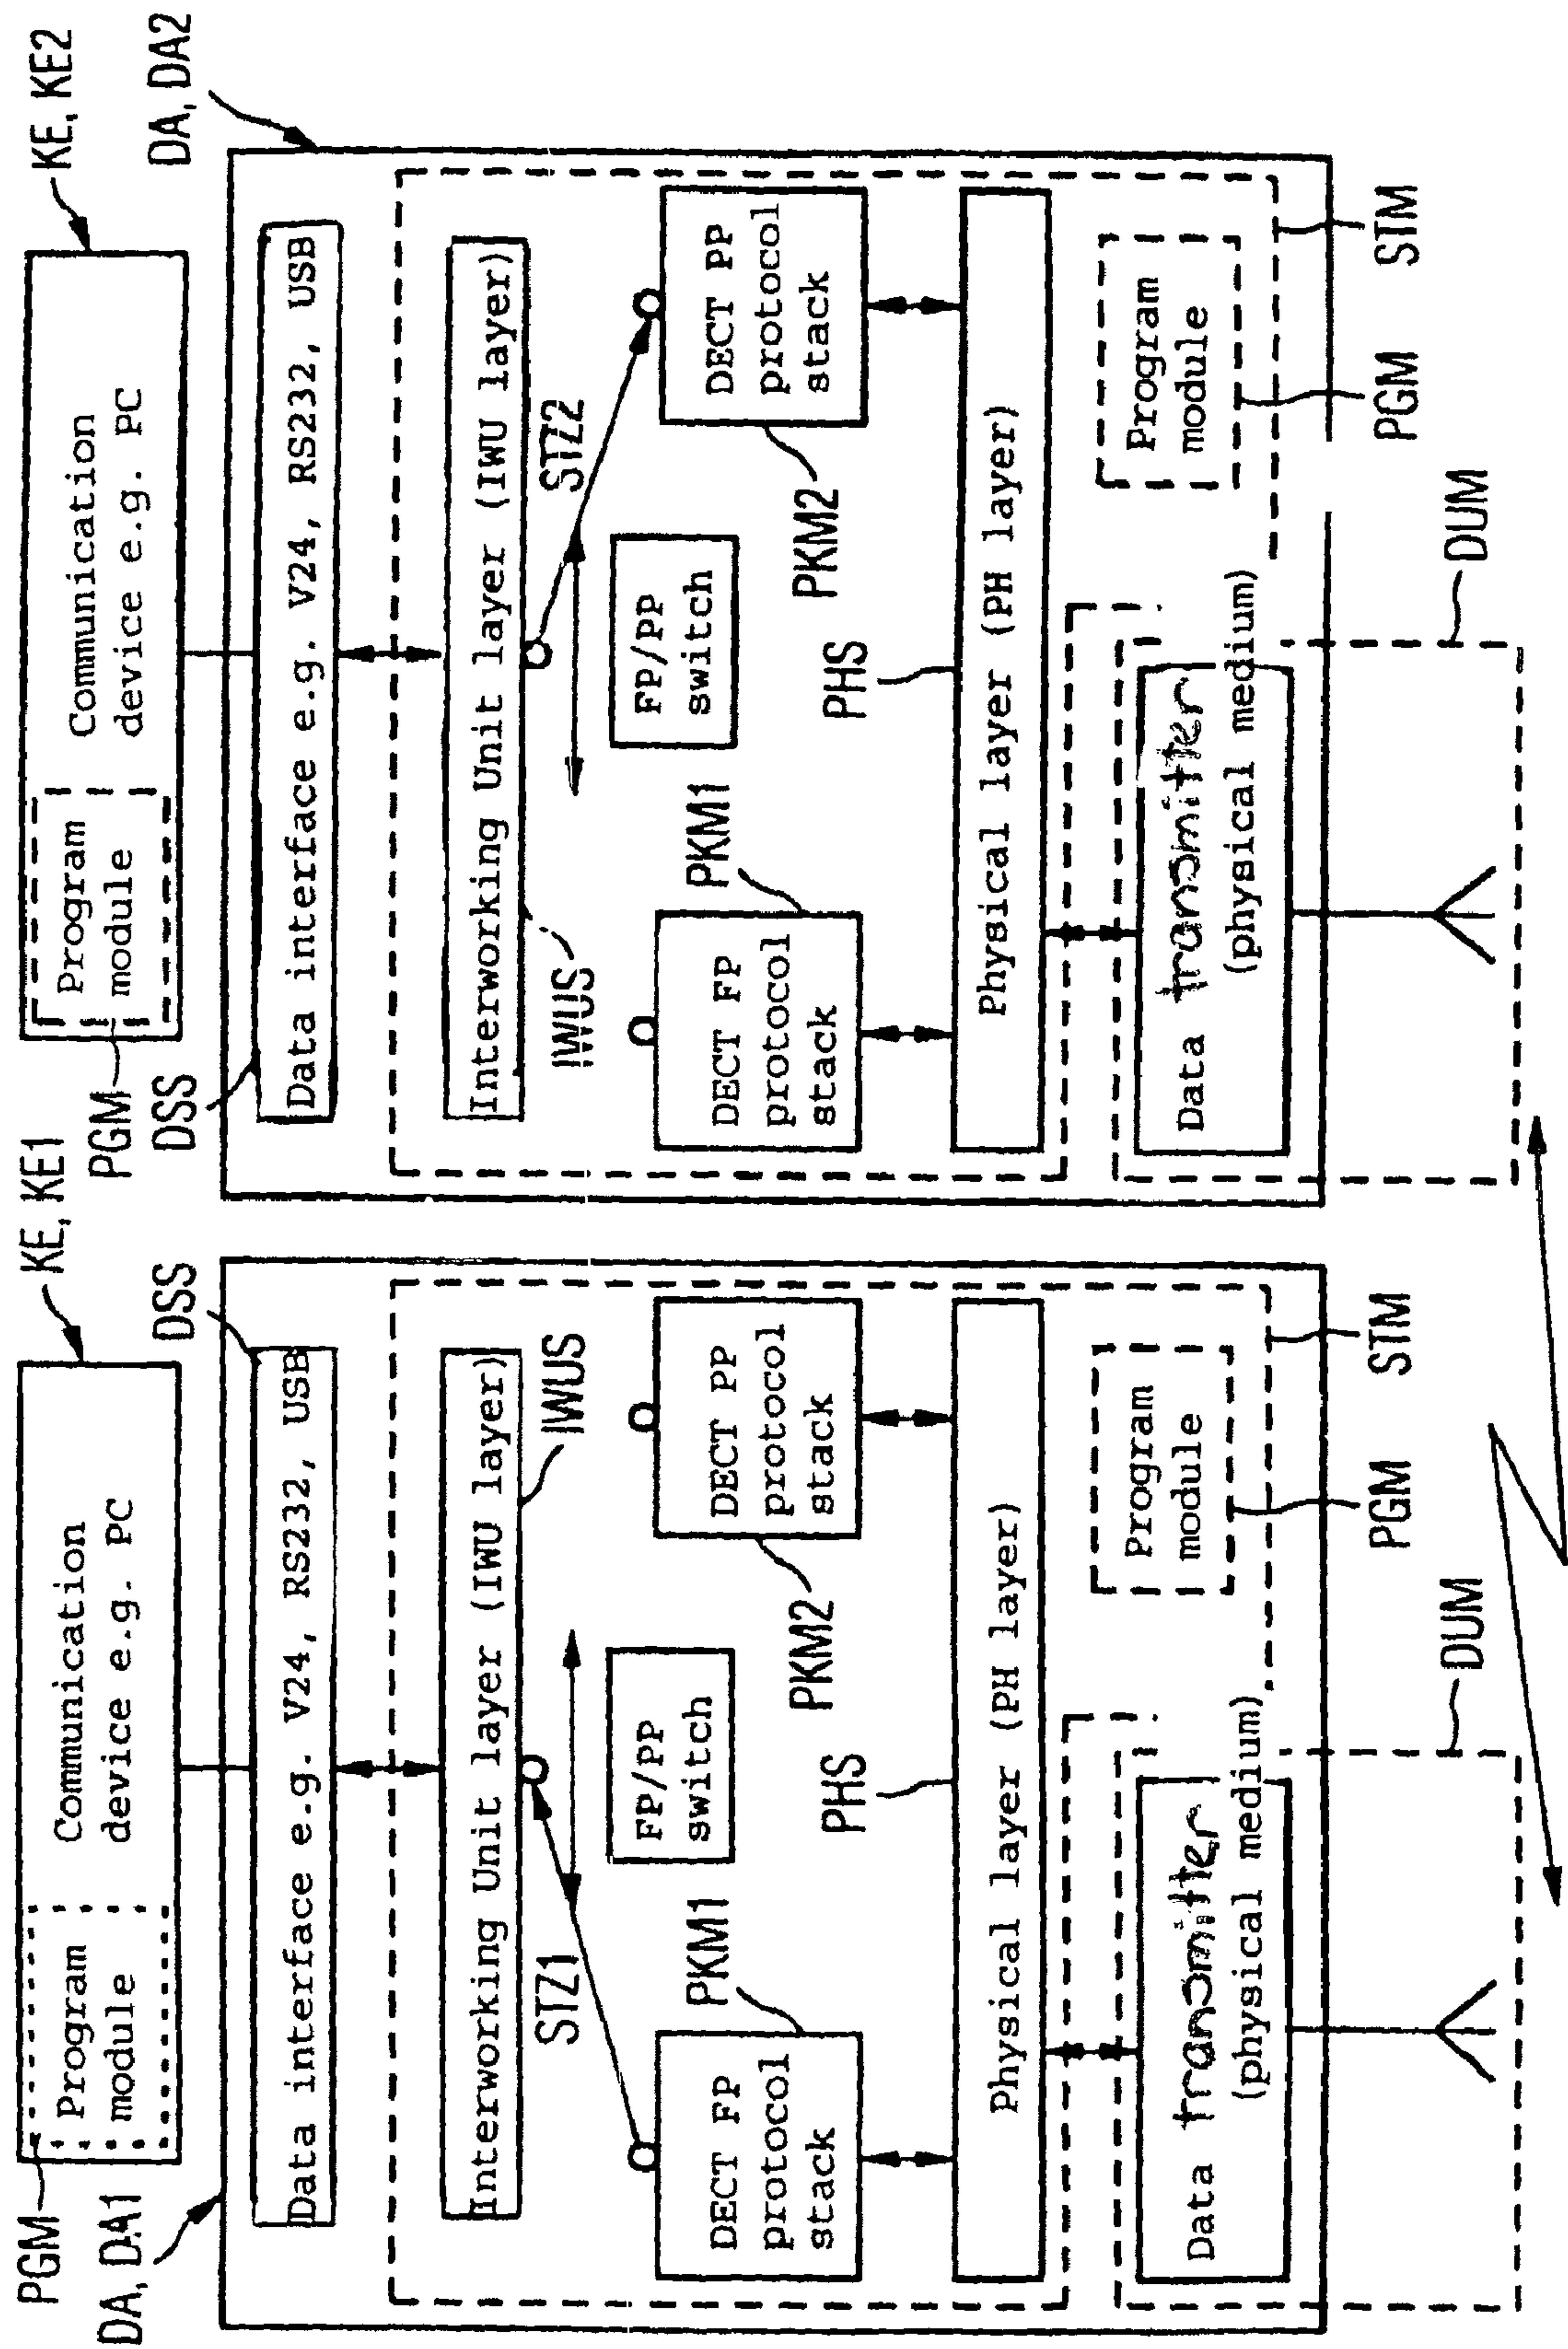 PGM
KE, KE1
DA, DA1
Program
module
Communication
device e.g. PC
DSS
Data interface e.g. V24, RS232, USB
Interworking Unit layer (IWU layer)
IWUS
STZ1
FP/PP
switch
PKM1
PKM2
DECT FP
protocol
stack
DECT PP
protocol
stack
PHS
Physical layer (PH layer)
Data transmitter
(physical medium)
Program
module
PGM
STM
DUM
KE, KE2
DA, DA2
PGM
DSS
Program
module
Communication
device e.g. PC
Data interface e.g. V24, RS232, USB
Interworking Unit layer (IWU layer)
IWUS
STZ2
FP/PP
switch
PKM1
PKM2
DECT FP
protocol
stack
DECT PP
protocol
stack
PHS
Physical layer (PH layer)
Data transmitter
(physical medium)
Program
module
PGM
STM
DUM